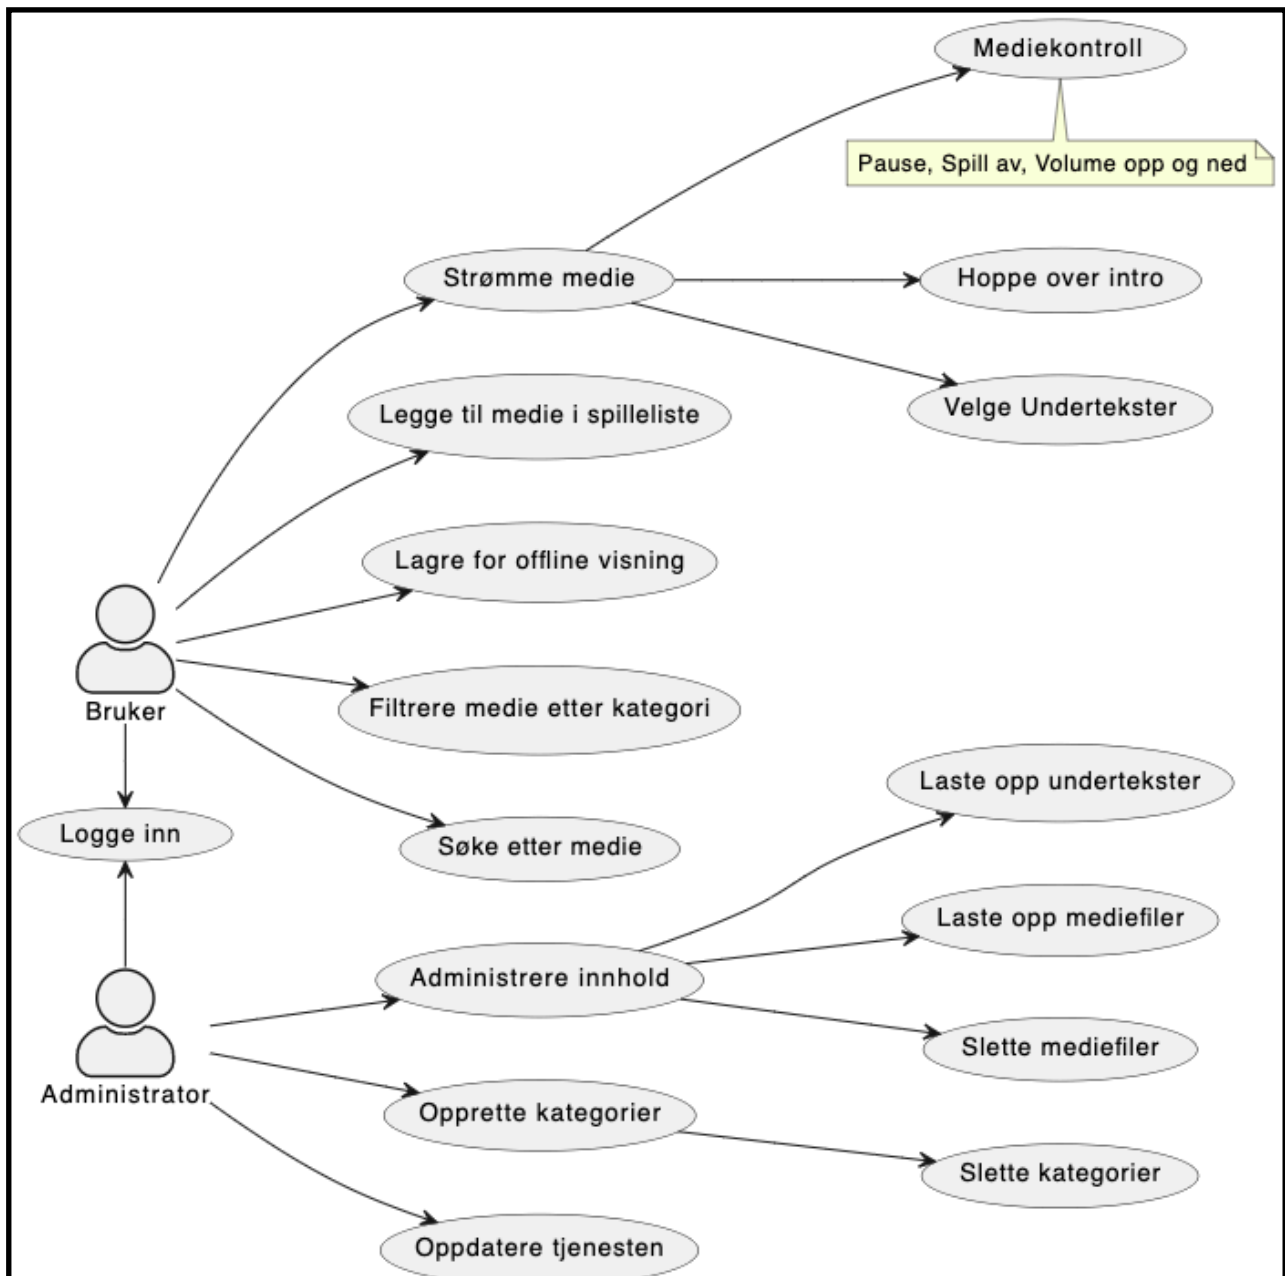 Mediekontroll
Pause, Spill av, Volume opp og ned
Strømme medie
Hoppe over intro
Velge Undertekster
Legge til medie i spilleliste
Lagre for offline visning
Filtrere medie etter kategori
Bruker
Søke etter medie
Logge inn
Laste opp undertekster
Laste opp mediefiler
Administrere innhold
Slette mediefiler
Administrator
Opprette kategorier
Slette kategorier
Oppdatere tjenesten